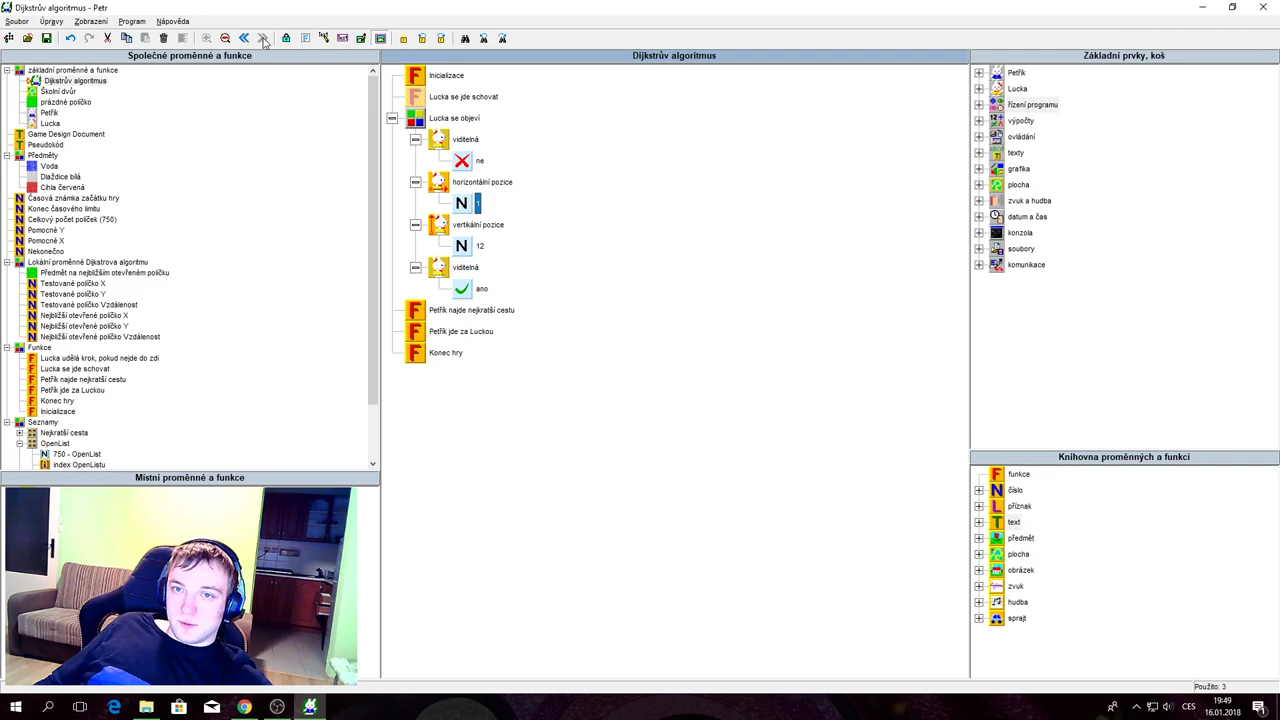 Dijkstrův algoritmus - Petr
Soubor Úpravy Zobrazení Program Nápověda
Společné proměnné a funkce
základní proměnné a funkce
Dijkstrův algoritmus
Školní dvůr
prázdné políčko
Petřík
Lucka
Game Design Document
Pseudokód
Předměty
Voda
Dlaždice bílá
Cihla červená
Časová známka začátku hry
Konec časového limitu
Celkový počet políček (750)
Pomocné Y
Pomocné X
Nekonečno
Lokální proměnné Dijkstrova algoritmu
Předmět na nejbližším otevřeném políčku
Testované políčko X
Testované políčko Y
Testované políčko Vzdálenost
Nejbližší otevřené políčko X
Nejbližší otevřené políčko Y
Nejbližší otevřené políčko Vzdálenost
Funkce
Lucka udělá krok, pokud nejde do zdi
Lucka se jde schovat
Petřík najde nejkratší cestu
Petřík jde za Luckou
Konec hry
Inicializace
Seznamy
Nejkratší cesta
OpenList
750 - OpenList
index OpenListu
Místní proměnné a funkce
Dijkstrův algoritmus
Inicializace
Lucka se jde schovat
Lucka se objeví
viditelná
ne
horizontální pozice
1
vertikální pozice
12
viditelná
ano
Petřík najde nejkratší cestu
Petřík jde za Luckou
Konec hry
Základní prvky, koš
Petřík
Lucka
řízení programu
výpočty
ovládání
texty
grafika
plocha
zvuk a hudba
datum a čas
konzola
soubory
komunikace
Knihovna proměnných a funkcí
funkce
číslo
příznak
text
předmět
plocha
obrázek
zvuk
hudba
sprajt
Použito: 3
CES
19:49
16.01.2018